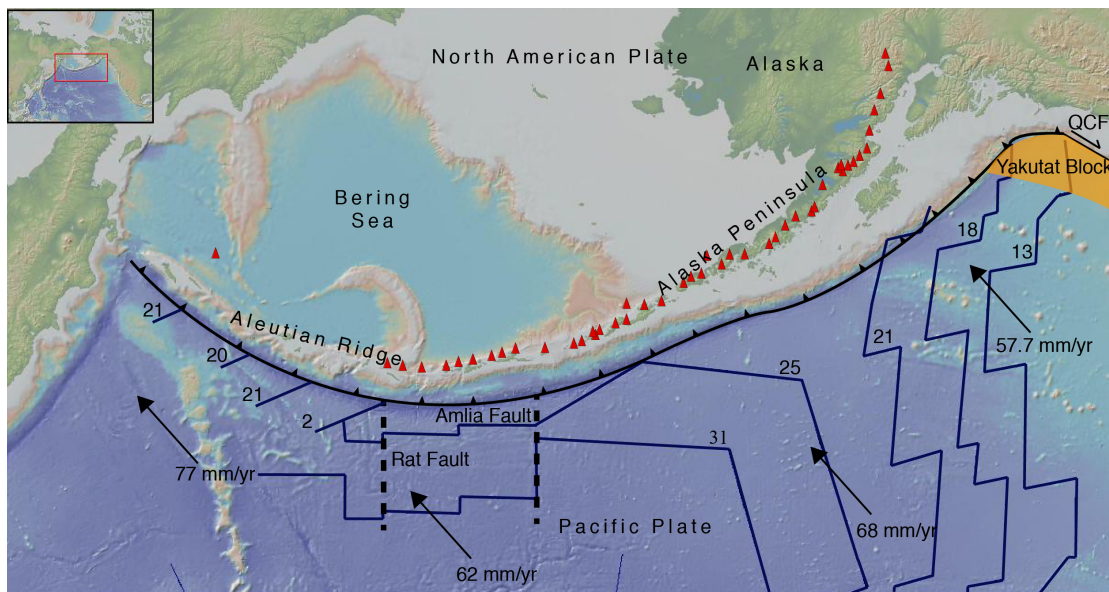 North American Plate
Alaska
QCF
Yakutat Block
Bering
Sea
Alaska Peninsula
18
13
21
Aleutian Ridge
20
21
57.7 mm/yr
21
25
2
Amlia Fault
31
Rat Fault
77 mm/yr
Pacific Plate
68 mm/yr
62 mm/yr